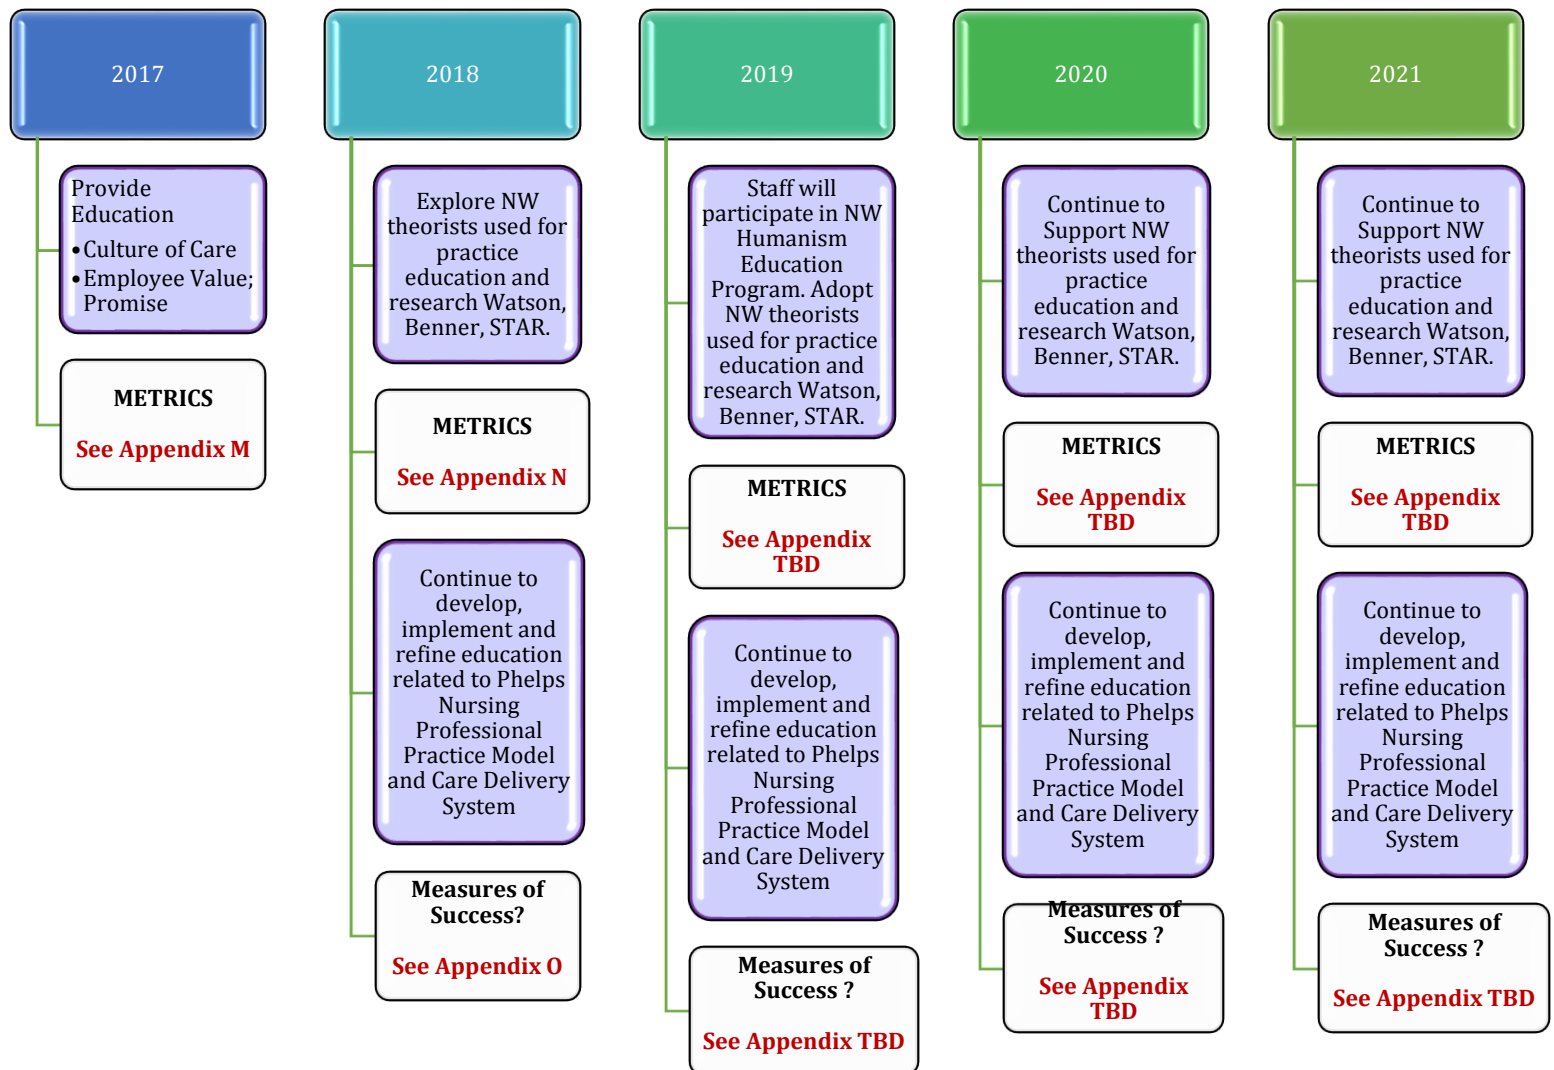 2017
Provide
Education
•Culture of Care
•Employee Value;
Promise
METRICS
See Appendix M
2018
Explore NW
theorists used for
practice
education and
research Watson,
Benner, STAR.
METRICS
See Appendix N
Continue to
develop,
implement and
refine education
related to Phelps
Nursing
Professional
Practice Model
and Care Delivery
System
Measures of
Success?
See Appendix O
2019
Staff will
participate in NW
Humanism
Education
Program. Adopt
NW theorists
used for practice
education and
research Watson,
Benner, STAR.
METRICS
See Appendix
TBD
Continue to
develop,
implement and
refine education
related to Phelps
Nursing
Professional
Practice Model
and Care Delivery
System
Measures of
Success ?
See Appendix TBD
2020
Continue to
Support NW
theorists used for
practice
education and
research Watson,
Benner, STAR.
METRICS
See Appendix
TBD
Continue to
develop,
implement and
refine education
related to Phelps
Nursing
Professional
Practice Model
and Care Delivery
System
Measures of
Success ?
See Appendix
TBD
2021
Continue to
Support NW
theorists used for
practice
education and
research Watson,
Benner, STAR.
METRICS
See Appendix
TBD
Continue to
develop,
implement and
refine education
related to Phelps
Nursing
Professional
Practice Model
and Care Delivery
System
Measures of
Success ?
See Appendix TBD